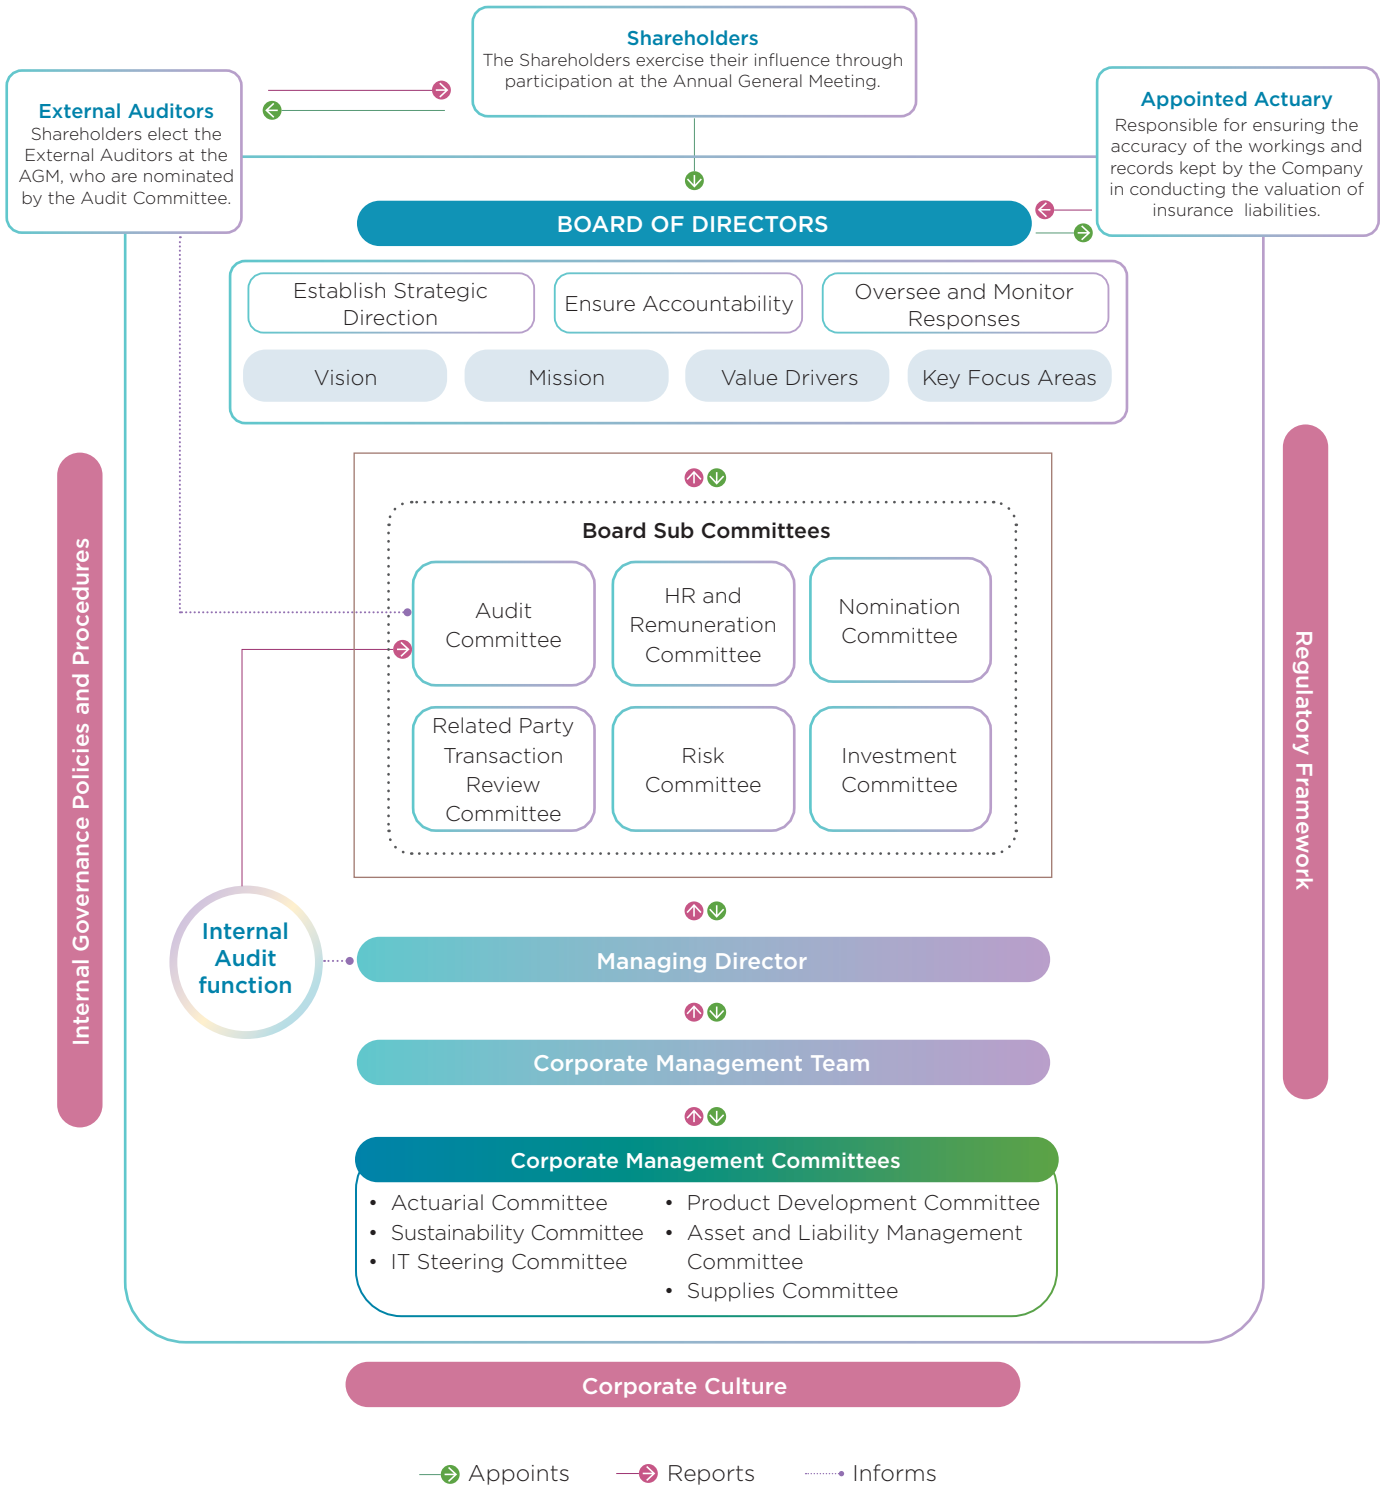 Shareholders
The Shareholders exercise their influence through
participation at the Annual General Meeting.
External Auditors
Shareholders elect the
External Auditors at the
AGM, who are nominated
by the Audit Committee.
Appointed Actuary
Responsible for ensuring the
accuracy of the workings and
records kept by the Company
in conducting the valuation of
insurance liabilities.
BOARD OF DIRECTORS
Establish Strategic
Direction
Ensure Accountability
Oversee and Monitor
Responses
Vision
Mission
Value Drivers
Key Focus Areas
Internal Governance Policies and Procedures
Regulatory Framework
Board Sub Committees
Audit
Committee
HR and
Remuneration
Committee
Nomination
Committee
Related Party
Transaction
Review
Committee
Risk
Committee
Investment
Committee
Internal
Audit
function
Managing Director
Corporate Management Team
Corporate Management Committees
• Actuarial Committee
• Sustainability Committee
• IT Steering Committee
• Product Development Committee
• Asset and Liability Management
Committee
• Supplies Committee
Corporate Culture
Appoints
Reports
Informs